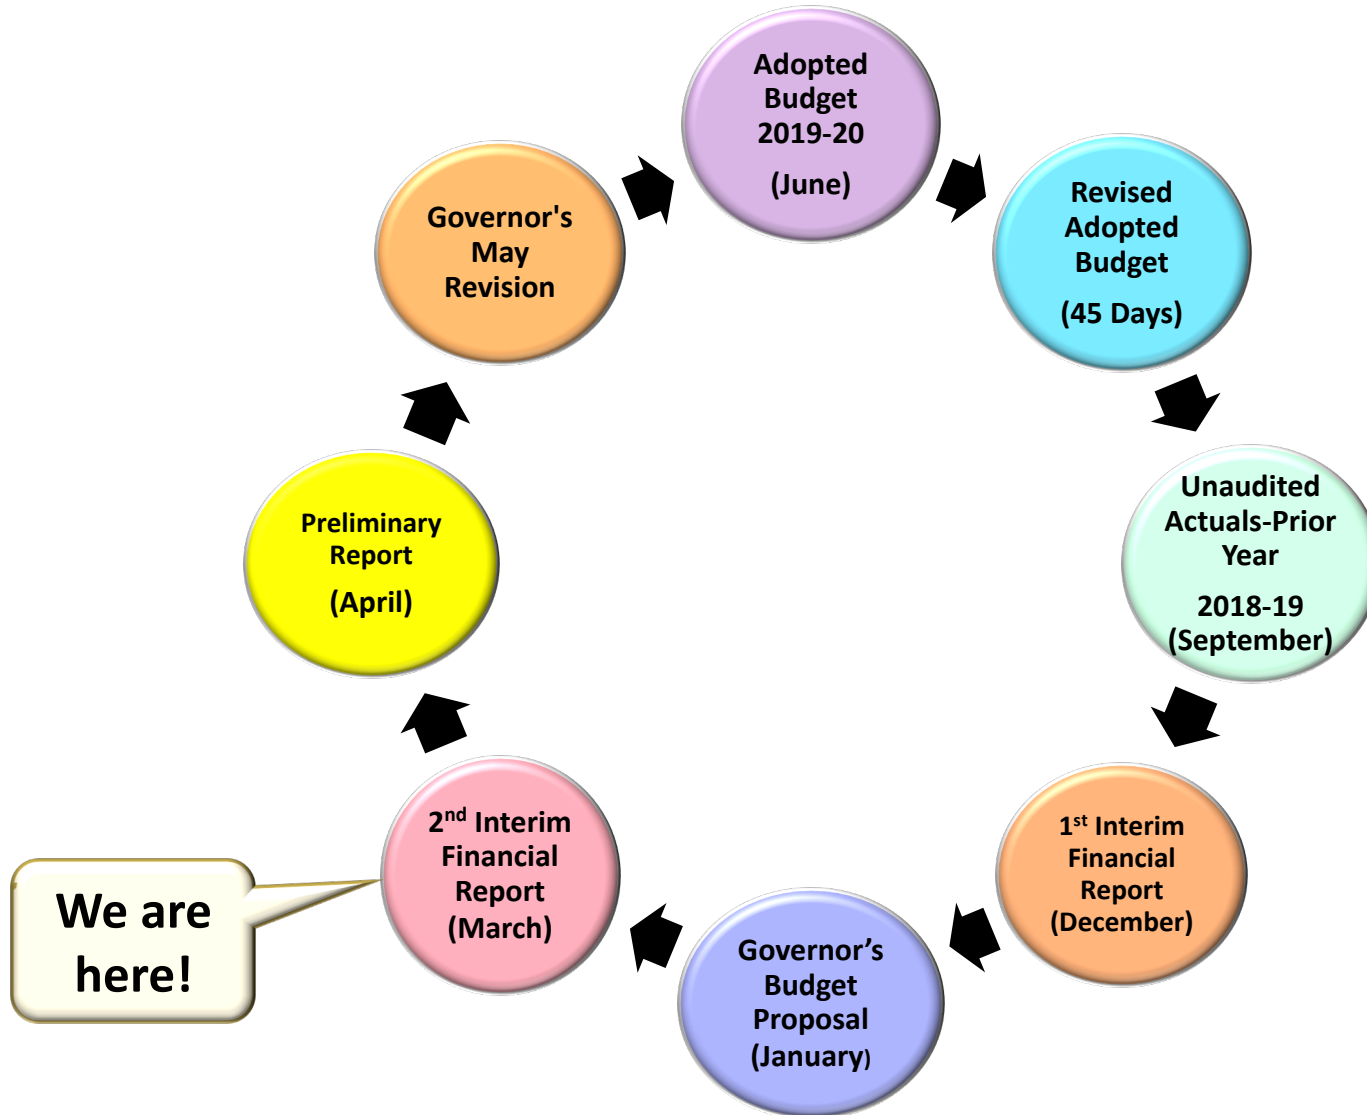 Adopted
Budget
2019-20
(June)
Revised
Adopted
Budget
(45 Days)
Unaudited
Actuals-Prior
Year
2018-19
(September)
1st Interim
Financial
Report
(December)
Governor’s
Budget
Proposal
(January)
2nd Interim
Financial
Report
(March)
We are
here!
Preliminary
Report
(April)
Governor's
May
Revision